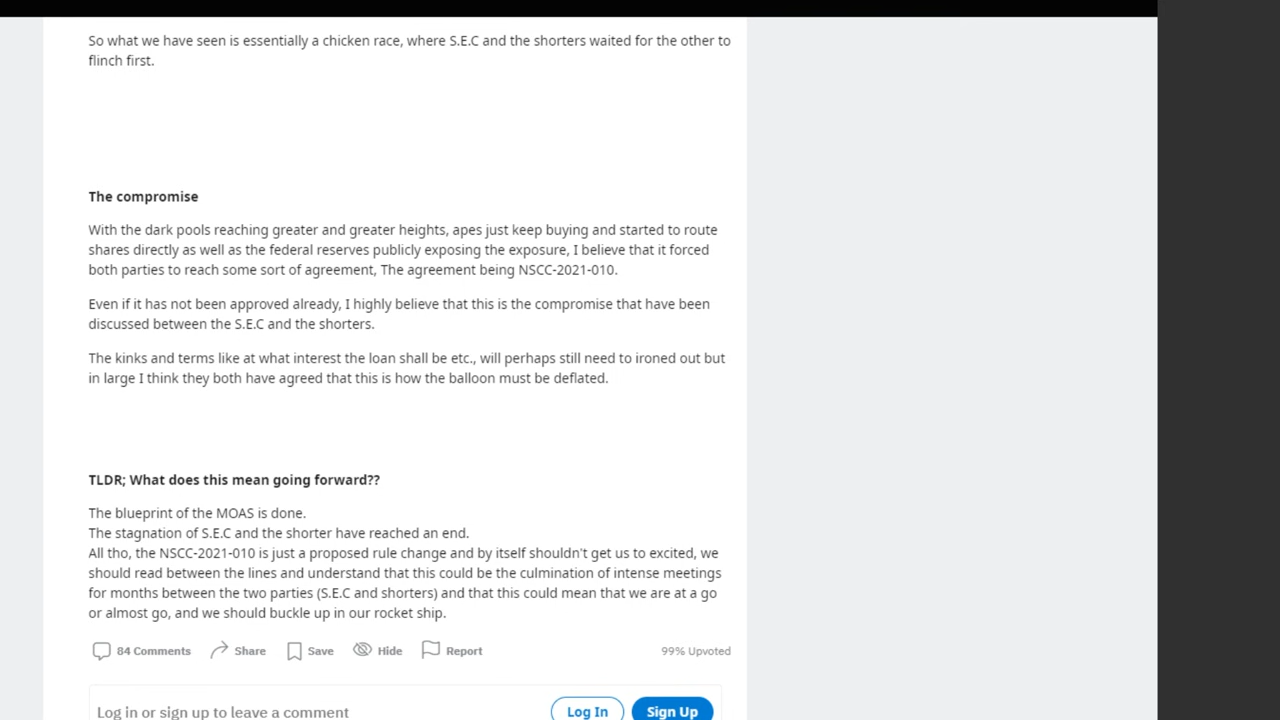 So what we have seen is essentially a chicken race, where S.E.C and the shorters waited for the other to
flinch first.
The compromise
With the dark pools reaching greater and greater heights, apes just keep buying and started to route
shares directly as well as the federal reserves publicly exposing the exposure, I believe that it forced
both parties to reach some sort of agreement, The agreement being NSCC-2021-010.
Even if it has not been approved already, I highly believe that this is the compromise that have been
discussed between the S.E.C and the shorters.
The kinks and terms like at what interest the loan shall be etc., will perhaps still need to ironed out but
in large I think they both have agreed that this is how the balloon must be deflated.
TLDR; What does this mean going forward??
The blueprint of the MOAS is done.
The stagnation of S.E.C and the shorter have reached an end.
All tho, the NSCC-2021-010 is just a proposed rule change and by itself shouldn't get us to excited, we
should read between the lines and understand that this could be the culmination of intense meetings
for months between the two parties (S.E.C and shorters) and that this could mean that we are at a go
or almost go, and we should buckle up in our rocket ship.
84 Comments Share Save Hide Report 99% Upvoted
Log in or sign up to leave a comment Log In Sign Up